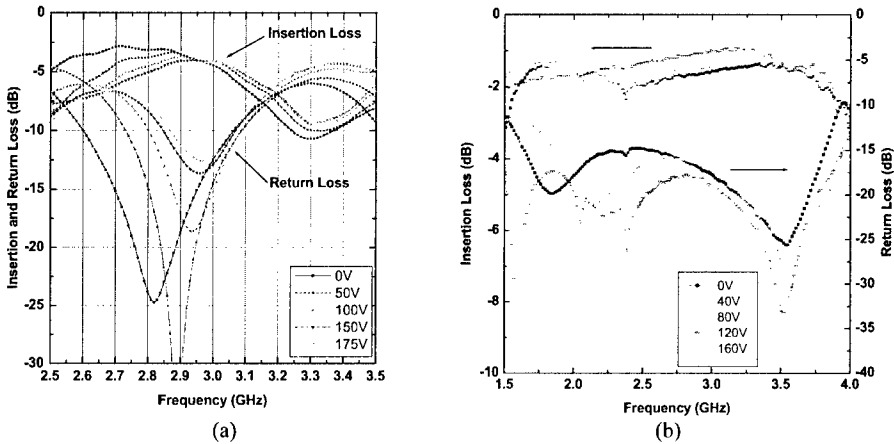 Insertion and Return Loss (dB)
0
-5
-10
-15
-20
-25
-30
Insertion Loss
Return Loss
0V
50V
100V
150V
175V
2.5 2.6 2.7 2.8 2.9 3.0 3.1 3.2 3.3 3.4 3.5
Frequency (GHz)
(a)
Insertion Loss (dB)
0
-2
-4
-6
-8
-10
0V
40V
80V
120V
160V
1.5 2.0 2.5 3.0 3.5 4.0
Frequency (GHz)
0
-5
-10
-15
-20
-25
-30
-35
-40
Return Loss (dB)
(b)